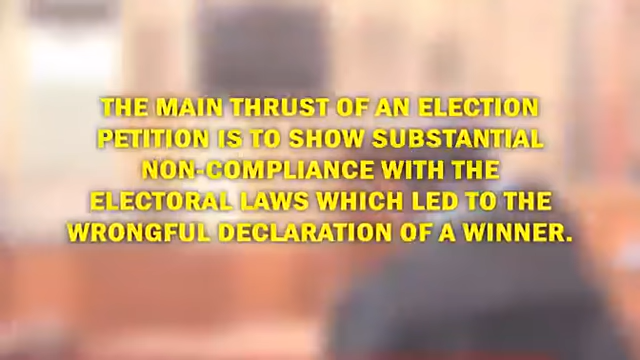 THE MAIN THRUST OF AN ELECTION
PETITION IS TO SHOW SUBSTANTIAL
NON-COMPLIANCE WITH THE
ELECTORAL LAWS WHICH LED TO THE
WRONGFUL DECLARATION OF A WINNER.